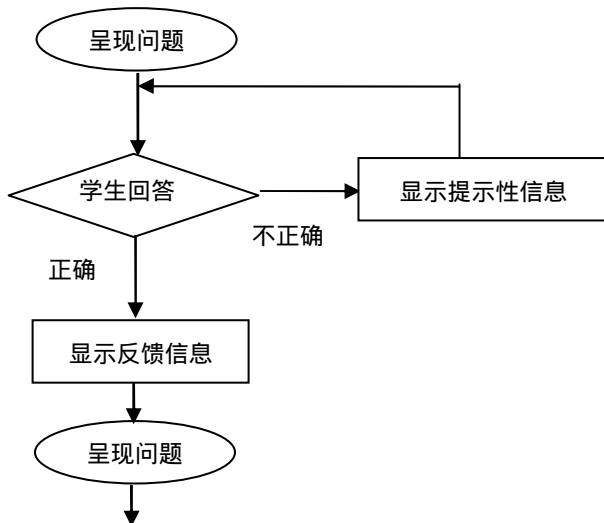 呈现问题
学生回答
显示提示性信息
不正确
正确
显示反馈信息
呈现问题